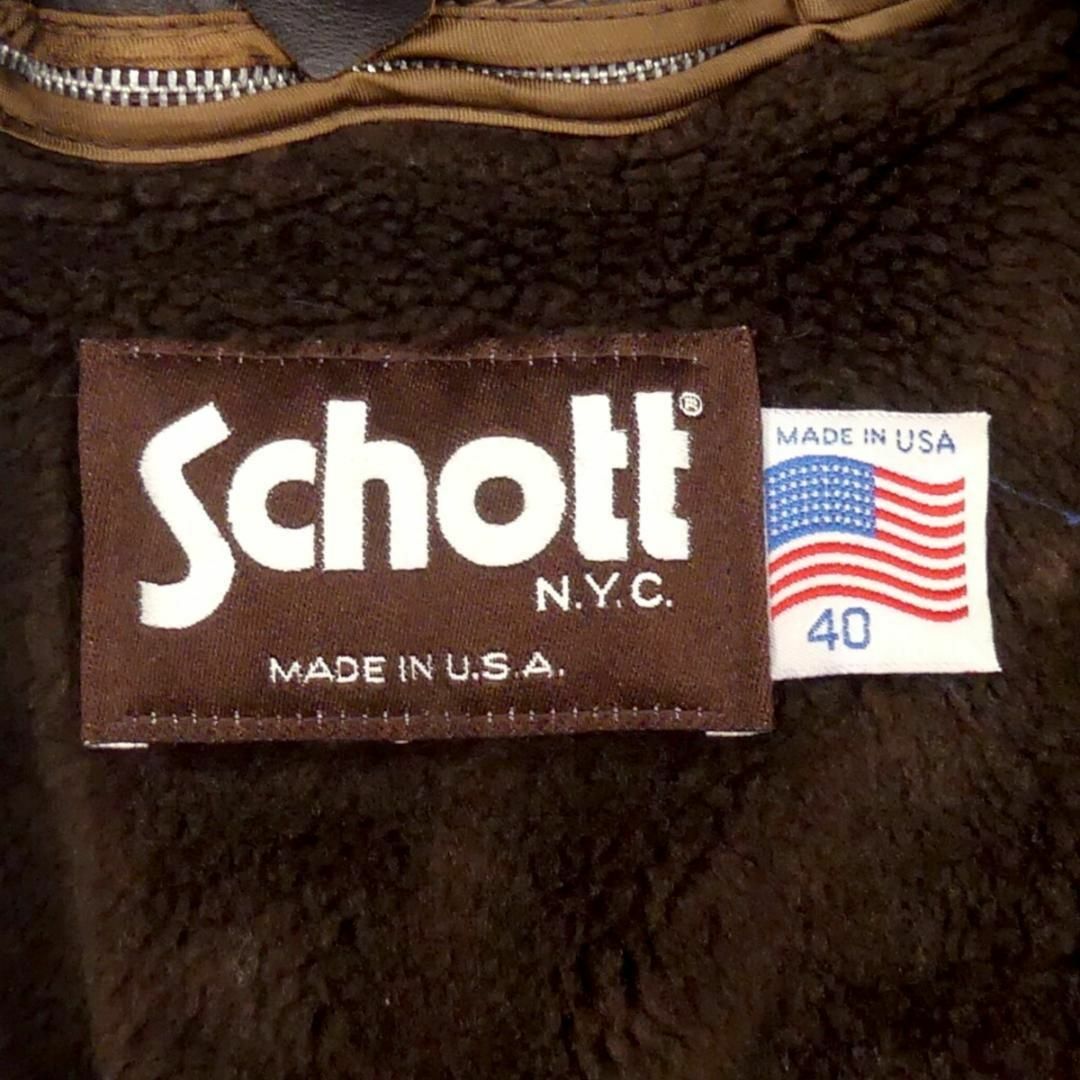 Schott®
N.Y.C.
MADE IN U.S.A.
MADE IN USA
40